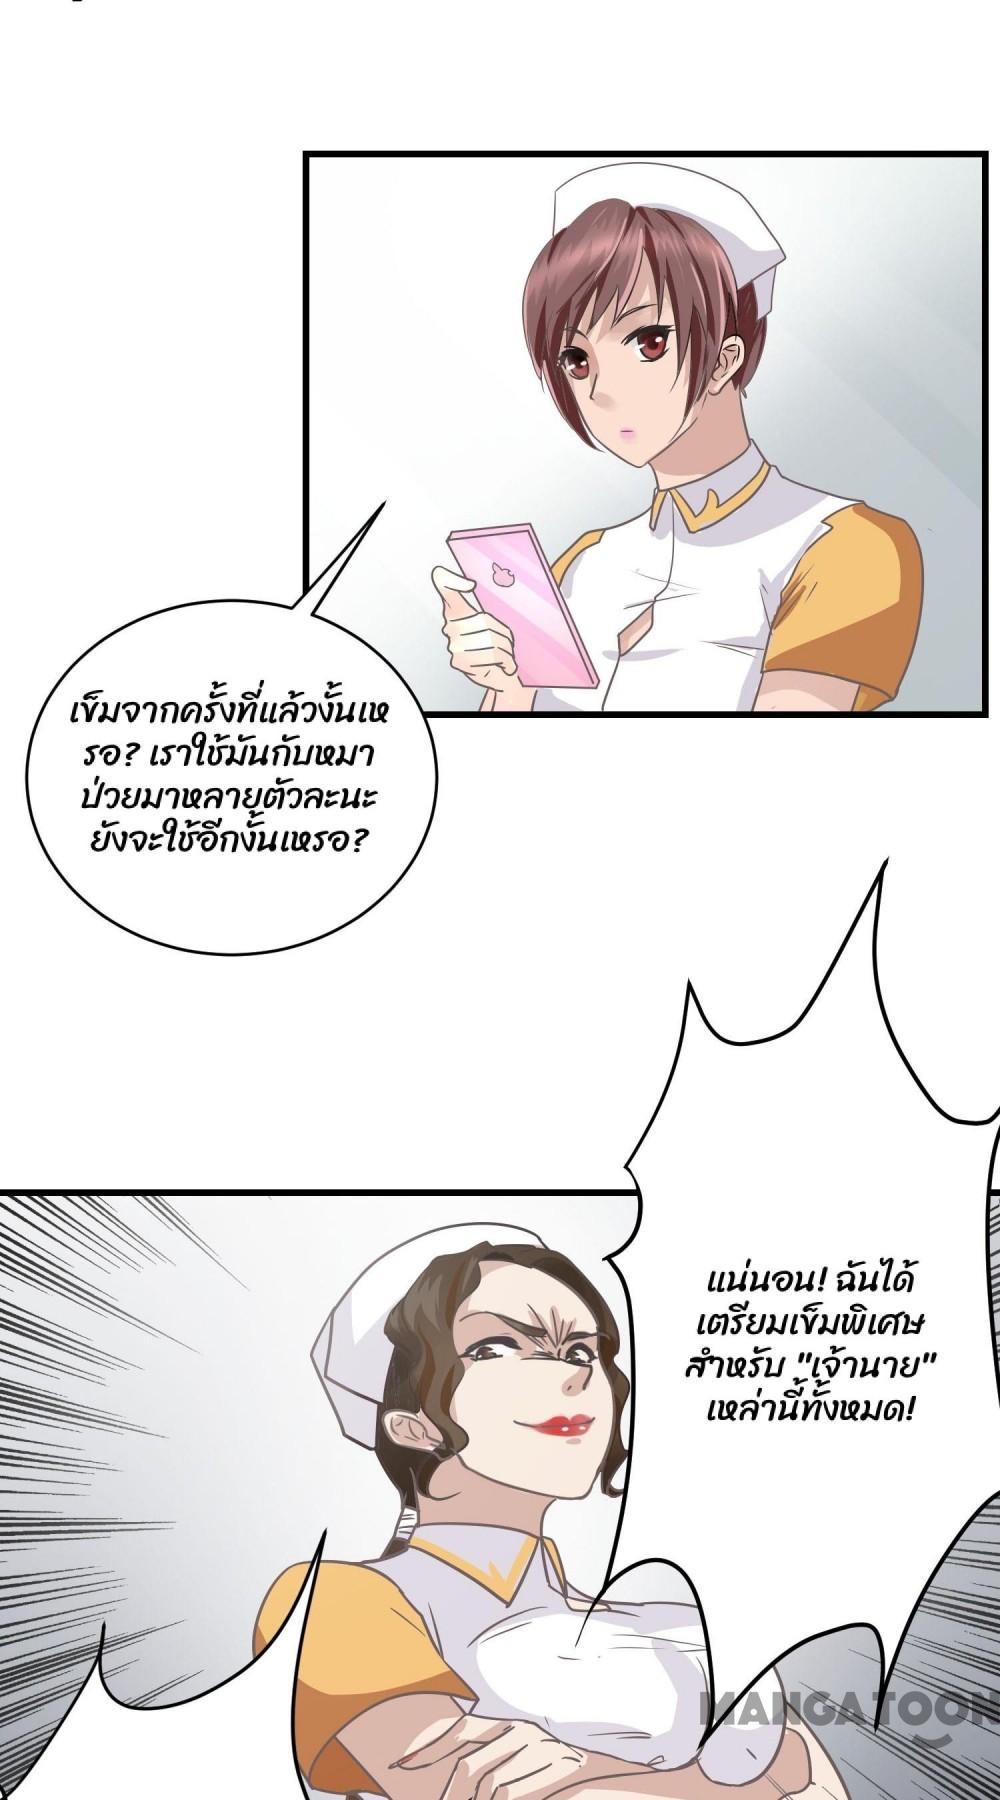 เข็มจากครั้งที่แล้วงั้นเห
รอ? เราใช้มันกับหมา
ป่วยมาหลายตัวละนะ
ยังจะใช้อีกงั้นเหรอ?
แน่นอน! ฉันได้
เตรียมเข็มพิเศษ
สำหรับ "เจ้านาย"
เหล่านี้ทั้งหมด!
MANGATOON